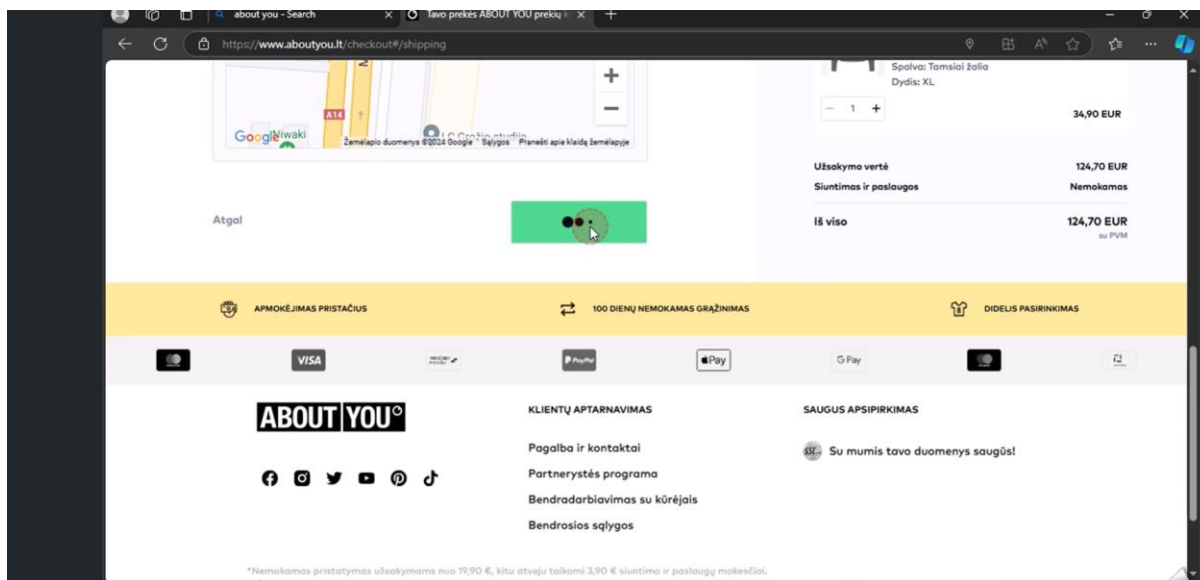 about you - Search
Tavo prekės ABOUT YOU prekių k
https://www.aboutyou.lt/checkout#/shipping
Spalva: Tamsiai žalia
Dydis: XL
A14
− 1 +
34,90 EUR
Google
Niwaki
Žemėlapio duomenys ©2024 Google
Sąlygos
Pranešti apie klaidą žemėlapyje
Užsakymo vertė 124,70 EUR
Siuntimas ir paslaugos Nemokamas
Atgal
Iš viso 124,70 EUR
su PVM
APMOKĖJIMAS PRISTAČIUS
100 DIENŲ NEMOKAMAS GRĄŽINIMAS
DIDELIS PASIRINKIMAS
VISA
PayPal
Pay
G Pay
ABOUT YOU°
KLIENTŲ APTARNAVIMAS
SAUGUS APSIPIRKIMAS
Pagalba ir kontaktai
Su mumis tavo duomenys saugūs!
Partnerystės programa
Bendradarbiavimas su kūrėjais
Bendrosios sąlygos
*Nemokamas pristatymas užsakymams nuo 19,90 €, kitu atveju taikomi 3,90 € siuntimo ir paslaugų mokesčiai.